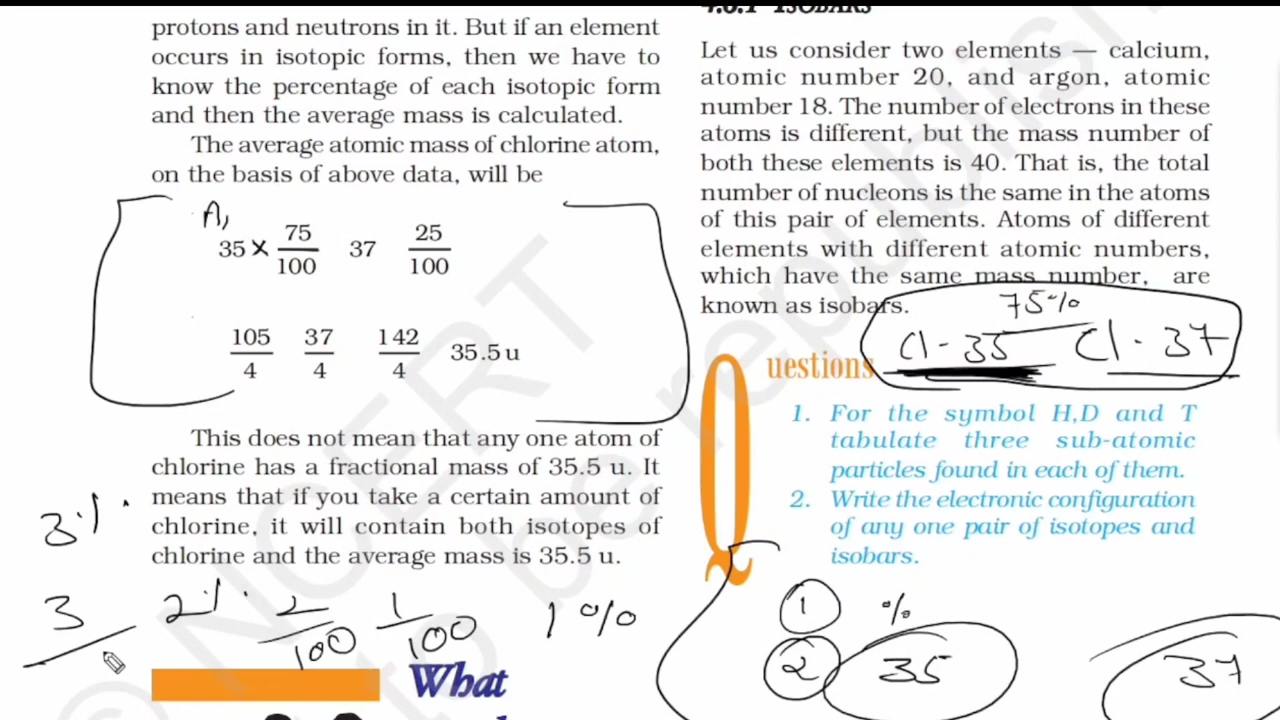 protons and neutrons in it. But if an element
occurs in isotopic forms, then we have to
know the percentage of each isotopic form
and then the average mass is calculated.
The average atomic mass of chlorine atom,
on the basis of above data, will be
A,
35 × 75/100 37 25/100
105/4 37/4 142/4 35.5 u
This does not mean that any one atom of
chlorine has a fractional mass of 35.5 u. It
means that if you take a certain amount of
chlorine, it will contain both isotopes of
chlorine and the average mass is 35.5 u.
3%
3 2% 2/100 1/100 1%
What
4.6.1 ISOBARS
Let us consider two elements — calcium,
atomic number 20, and argon, atomic
number 18. The number of electrons in these
atoms is different, but the mass number of
both these elements is 40. That is, the total
number of nucleons is the same in the atoms
of this pair of elements. Atoms of different
elements with different atomic numbers,
which have the same mass number, are
known as isobars.
75%
Cl - 35 Cl - 37
Questions
1. For the symbol H,D and T
tabulate three sub-atomic
particles found in each of them.
2. Write the electronic configuration
of any one pair of isotopes and
isobars.
1 %
2 35 37
© NCERT
to be republish